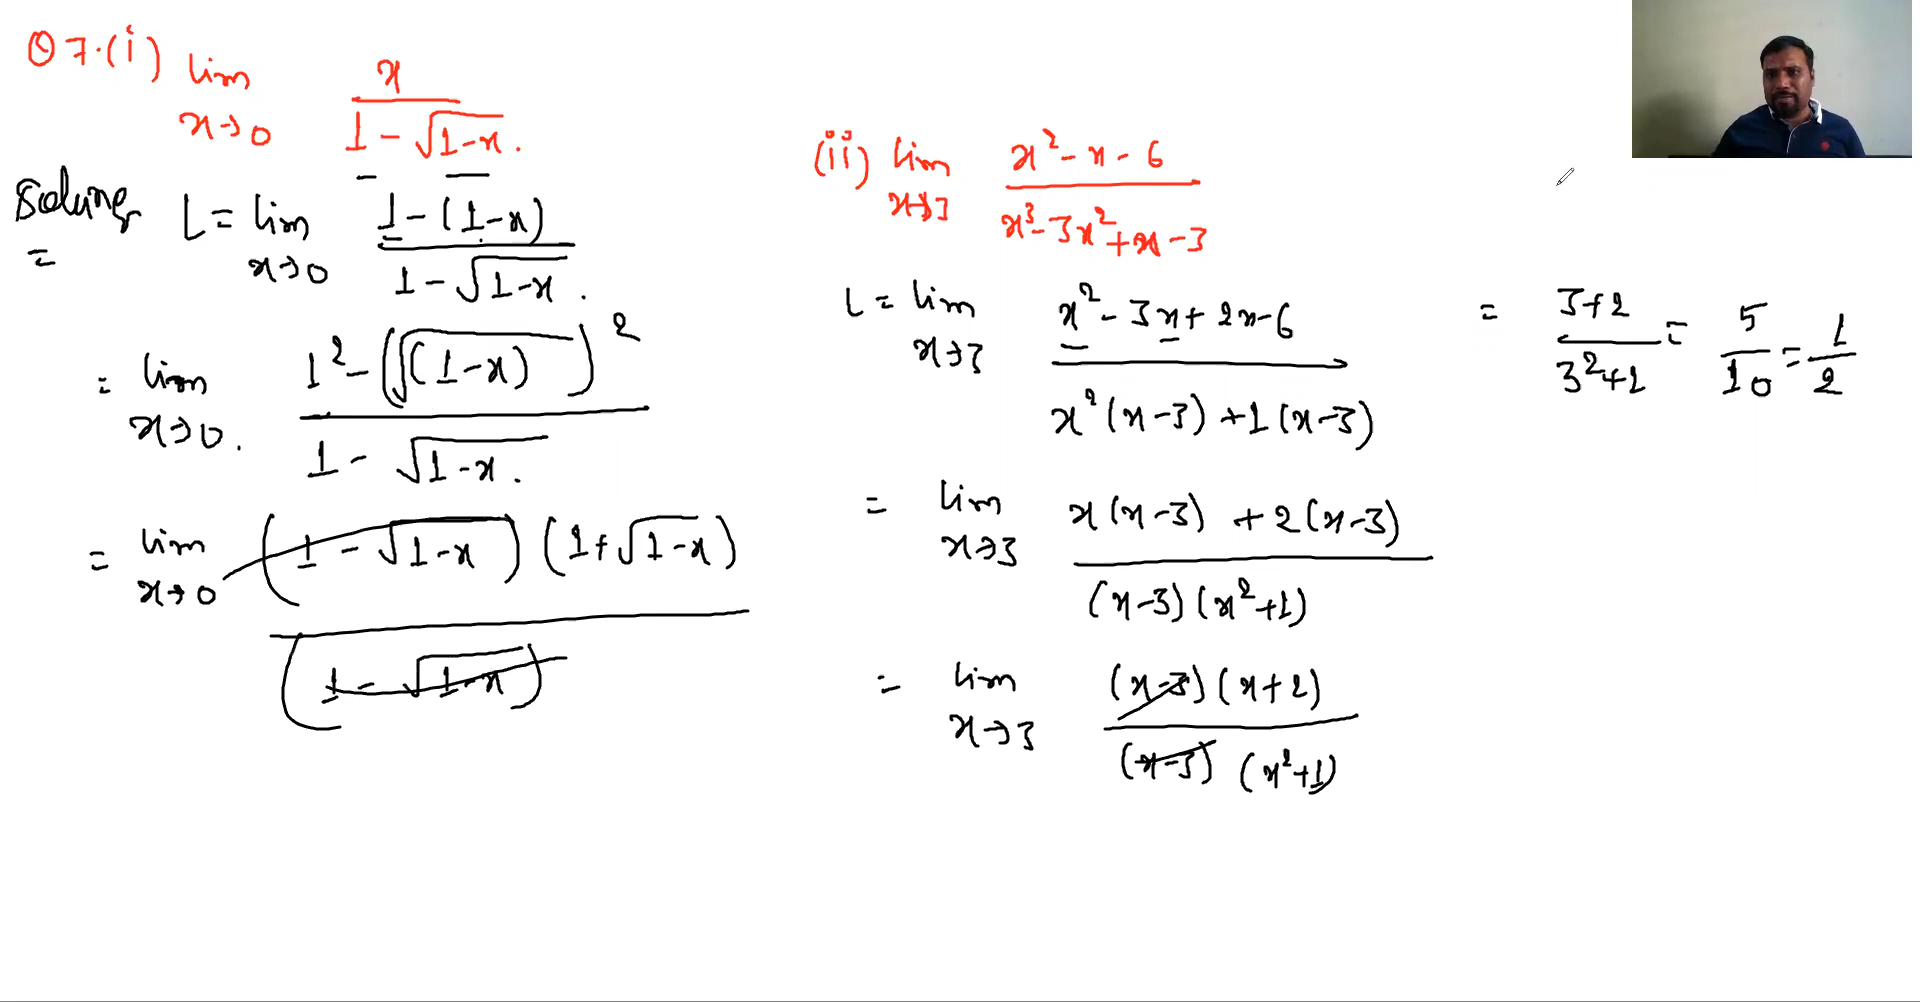 Q7.(i) lim x→0 x / (1 - √(1-x)).
Solution
= L = lim x→0 (1-(1-x)) / (1-√(1-x)).
= lim x→0. (1² - (√(1-x))²) / (1 - √(1-x)).
= lim x→0 (1 - √(1-x)) (1+√(1-x)) / (1 - √(1-x))
(ii) lim x→3 (x² - x - 6) / (x³ - 3x² + x - 3)
L = lim x→3 (x² - 3x + 2x - 6) / (x²(x-3) + 1(x-3))
= lim x→3 (x(x-3) + 2(x-3)) / ((x-3)(x²+1))
= lim x→3 (x-3)(x+2) / (x-3)(x²+1)
= (3+2) / (3²+1) = 5/10 = 1/2